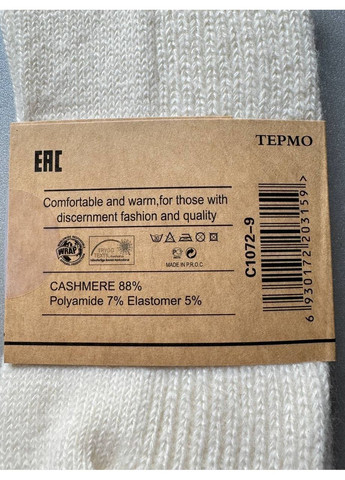 ТЕРМО
EAC
Comfortable and warm,for those with
discernment fashion and quality
WRAP
MADE IN P.R.O.C.
CASHMERE 88%
Polyamide 7% Elastomer 5%
C1072-9
6 930172 203159 >